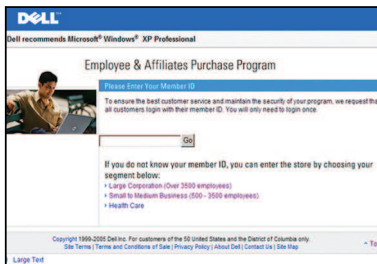 DELL
Dell recommends Microsoft® Windows® XP Professional
Employee & Affiliates Purchase Program
Please Enter Your Member ID
To ensure the best customer service and maintain the security of your program, we request tha
all customers login with their member ID. You will only need to login once.
Go
If you do not know your member ID, you can enter the store by choosing your
segment below:
Large Corporation (Over 3500 employees)
Small to Medium Business (500 - 3500 employees)
Health Care
Copyright 1999-2005 Dell Inc. For customers of the 50 United States and the District of Columbia only.
Site Terms | Terms and Conditions of Sale | Privacy Policy | About Dell | Contact Us | Site Map
To
Large Text